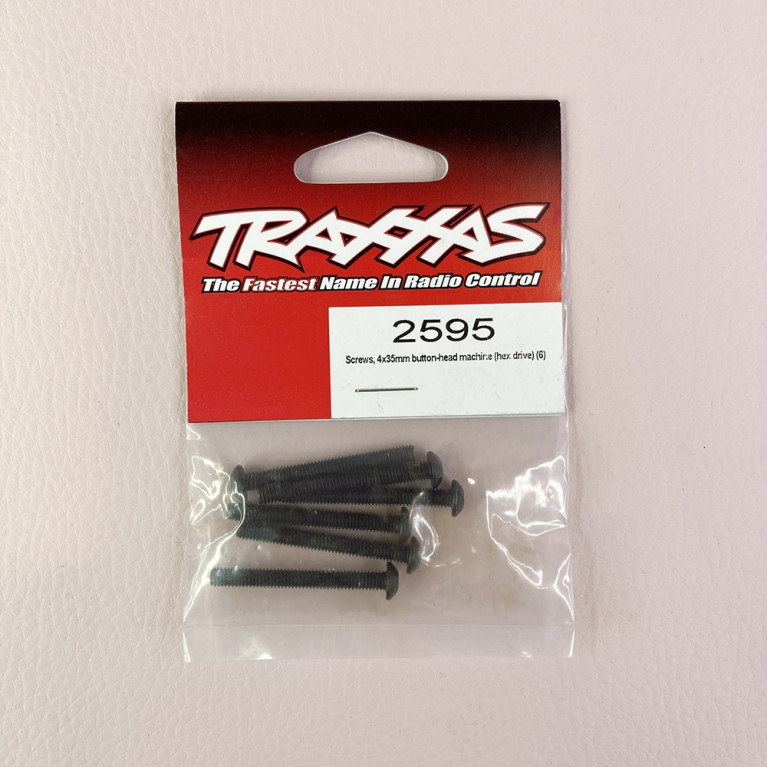 TRAXXAS
The Fastest Name In Radio Control
2595
Screws, 4x35mm button-head machine (hex drive) (6)